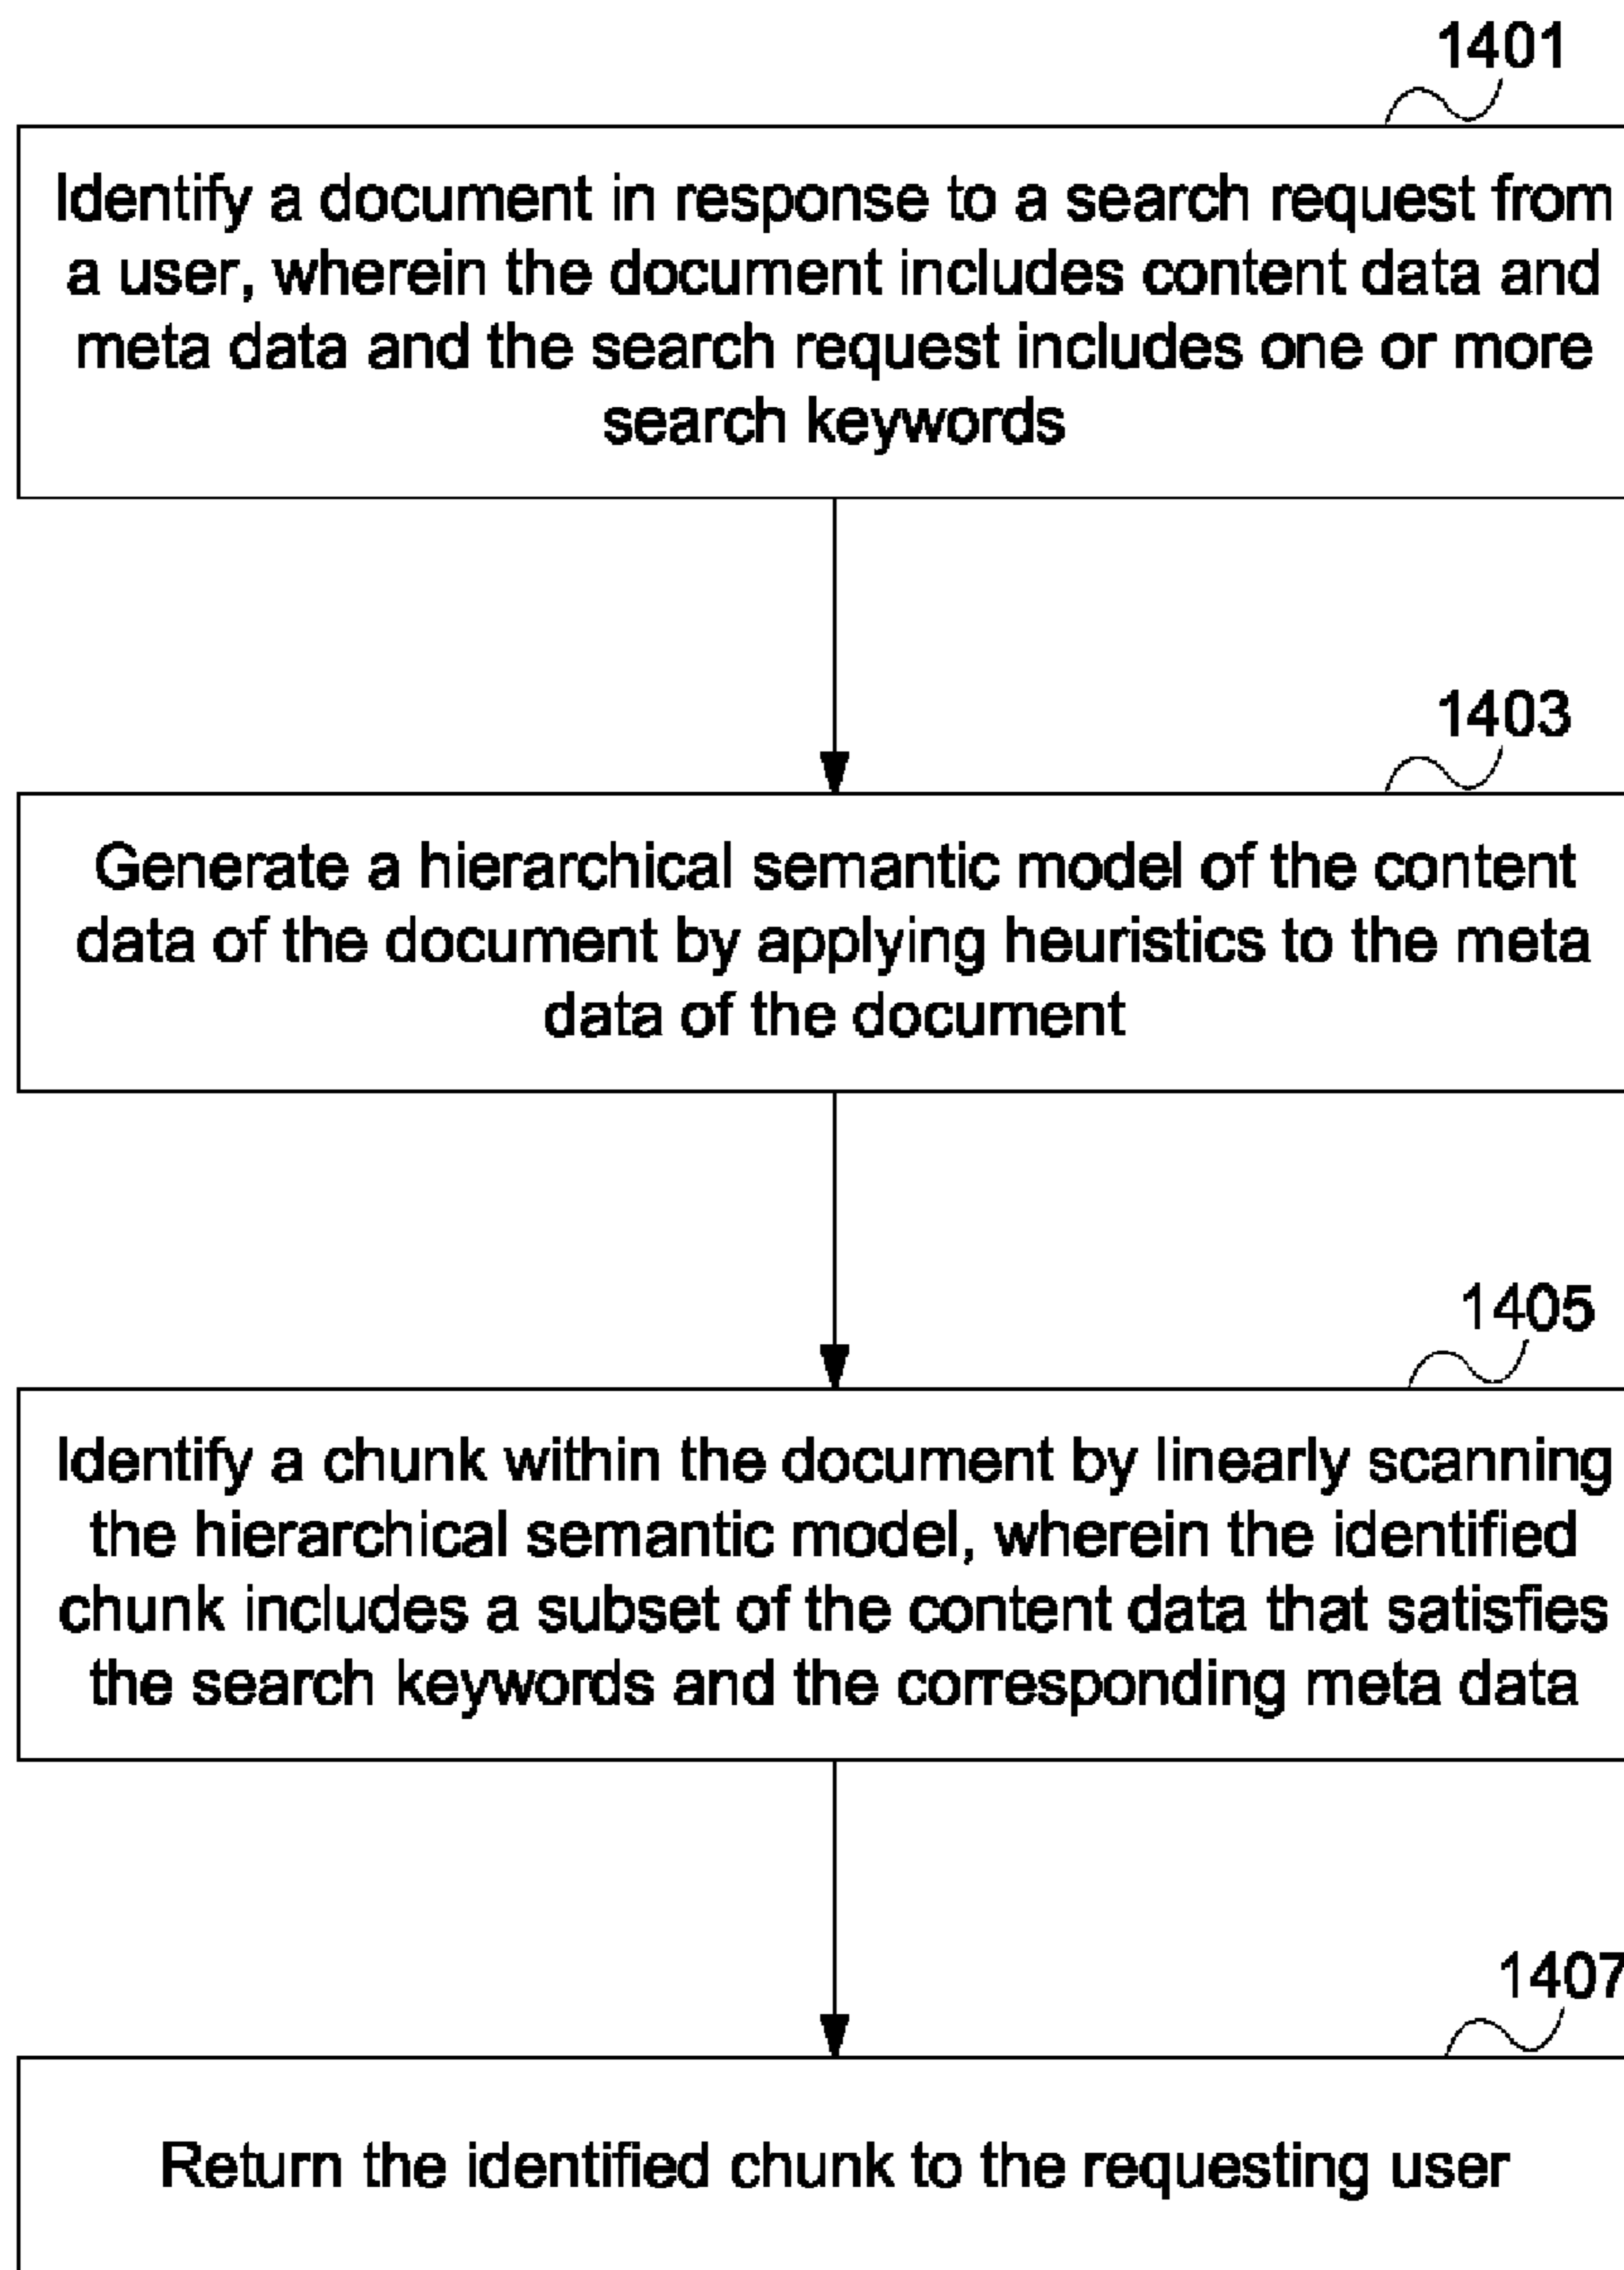 1401
Identify a document in response to a search request from
a user, wherein the document includes content data and
meta data and the search request includes one or more
search keywords
1403
Generate a hierarchical semantic model of the content
data of the document by applying heuristics to the meta
data of the document
1405
Identify a chunk within the document by linearly scanning
the hierarchical semantic model, wherein the identified
chunk includes a subset of the content data that satisfies
the search keywords and the corresponding meta data
1407
Return the identified chunk to the requesting user